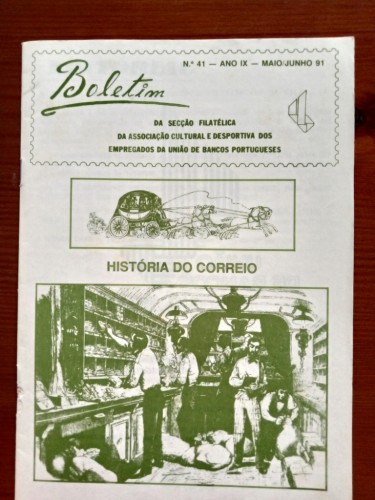 N.º 41 — ANO IX — MAIO/JUNHO 91
Boletim
DA SECÇÃO FILATÉLICA
DA ASSOCIAÇÃO CULTURAL E DESPORTIVA DOS
EMPREGADOS DA UNIÃO DE BANCOS PORTUGUESES
HISTÓRIA DO CORREIO